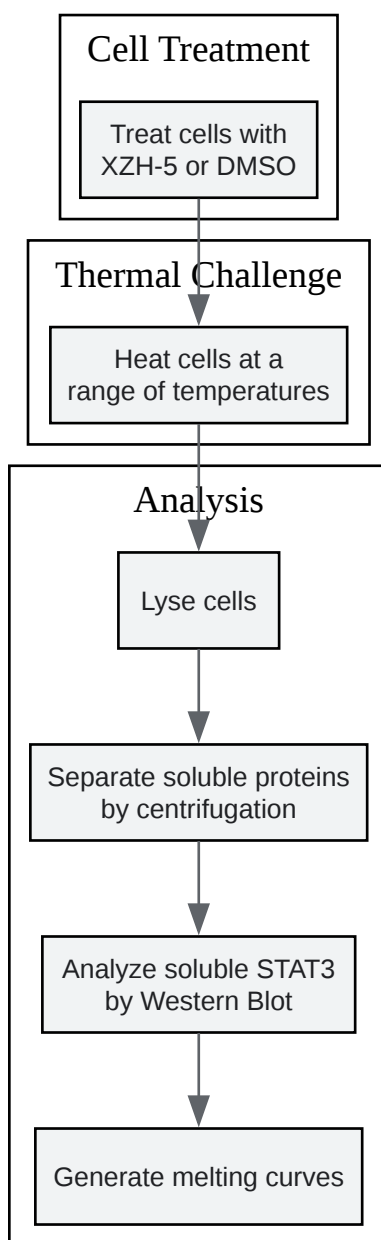 Cell Treatment
Treat cells with
XZH-5 or DMSO
Thermal Challenge
Heat cells at a
range of temperatures
Analysis
Lyse cells
Separate soluble proteins
by centrifugation
Analyze soluble STAT3
by Western Blot
Generate melting curves